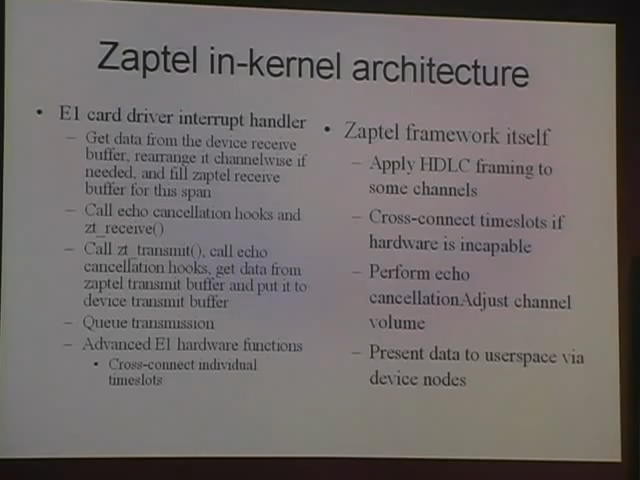 Zaptel in-kernel architecture
• E1 card driver interrupt handler
– Get data from the device receive
buffer, rearrange it channelwise if
needed, and fill zaptel receive
buffer for this span
– Call echo cancellation hooks and
zt_receive()
– Call zt_transmit(), call echo
cancellation hooks, get data from
zaptel transmit buffer and put it to
device transmit buffer
– Queue transmission
– Advanced E1 hardware functions
• Cross-connect individual
timeslots
• Zaptel framework itself
– Apply HDLC framing to
some channels
– Cross-connect timeslots if
hardware is incapable
– Perform echo
cancellationAdjust channel
volume
– Present data to userspace via
device nodes